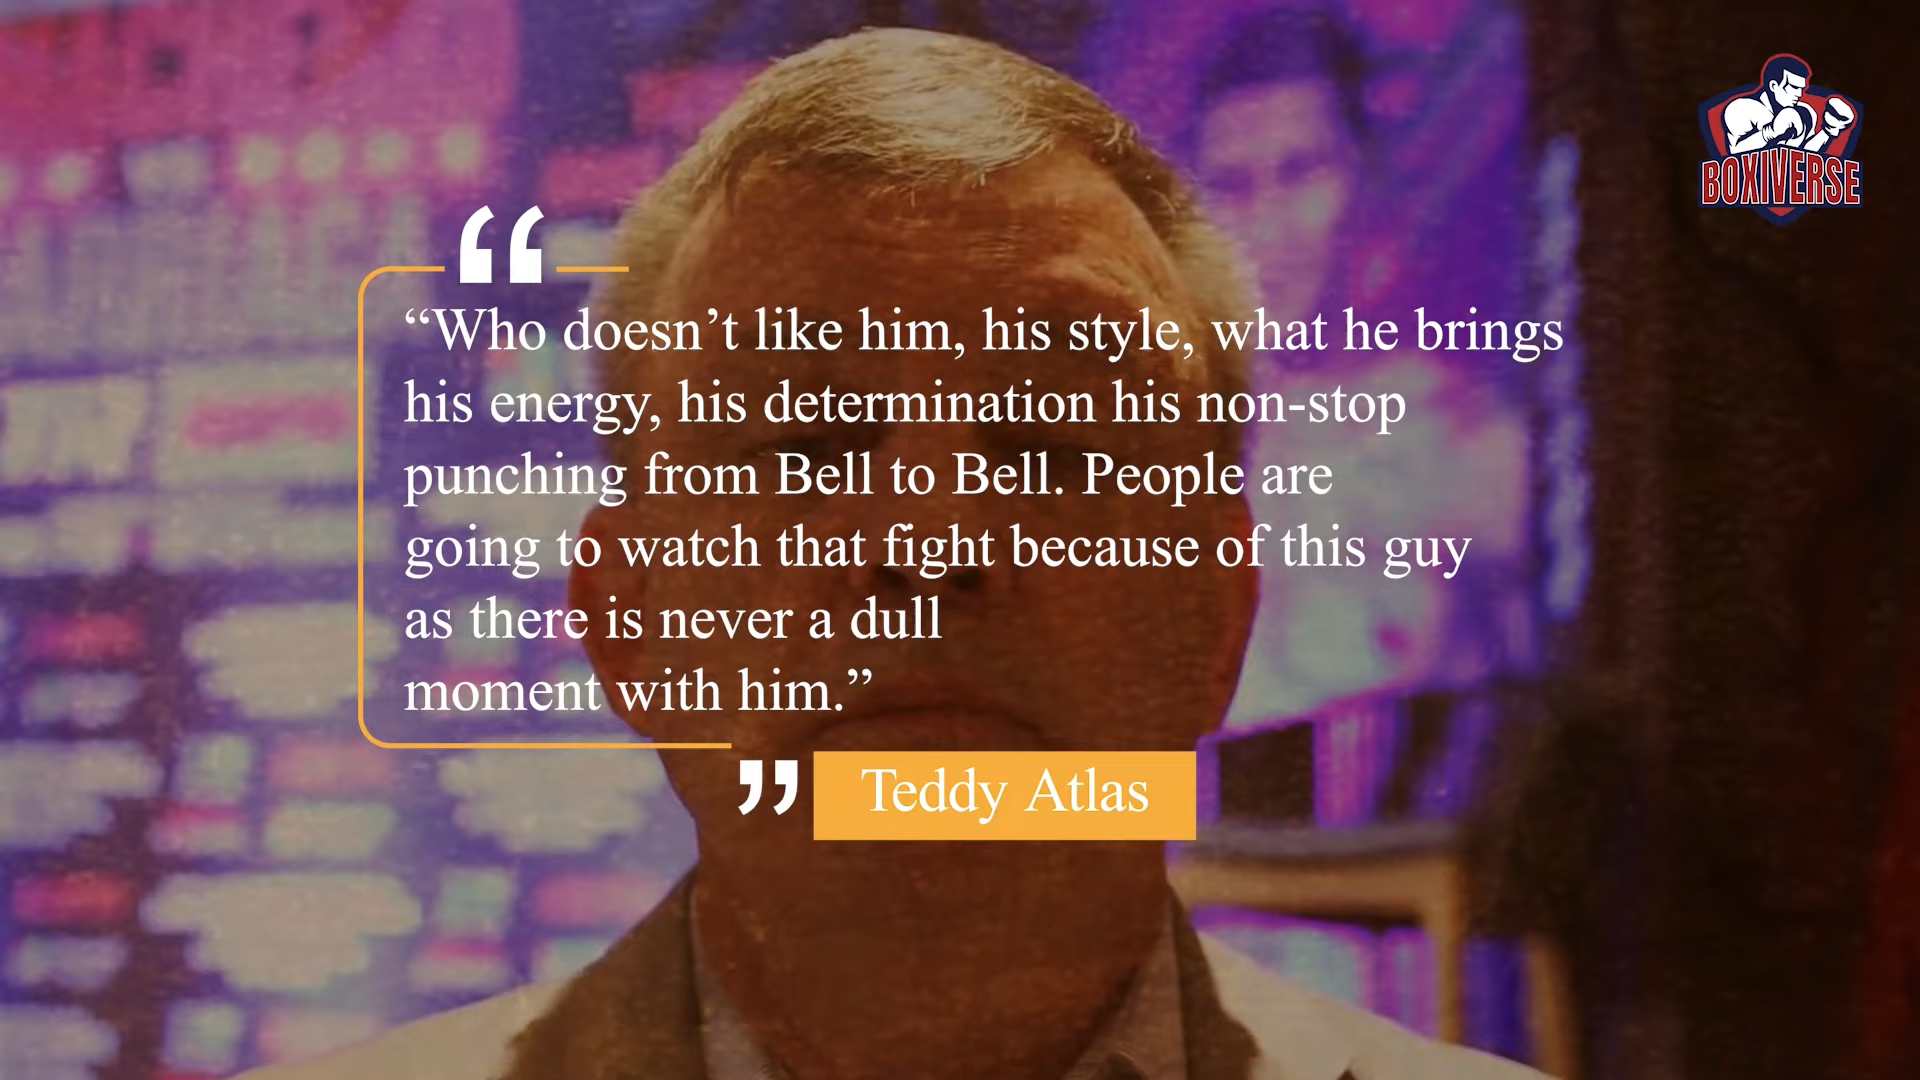 BOXIVERSE
“Who doesn’t like him, his style, what he brings
his energy, his determination his non-stop
punching from Bell to Bell. People are
going to watch that fight because of this guy
as there is never a dull
moment with him.”
Teddy Atlas